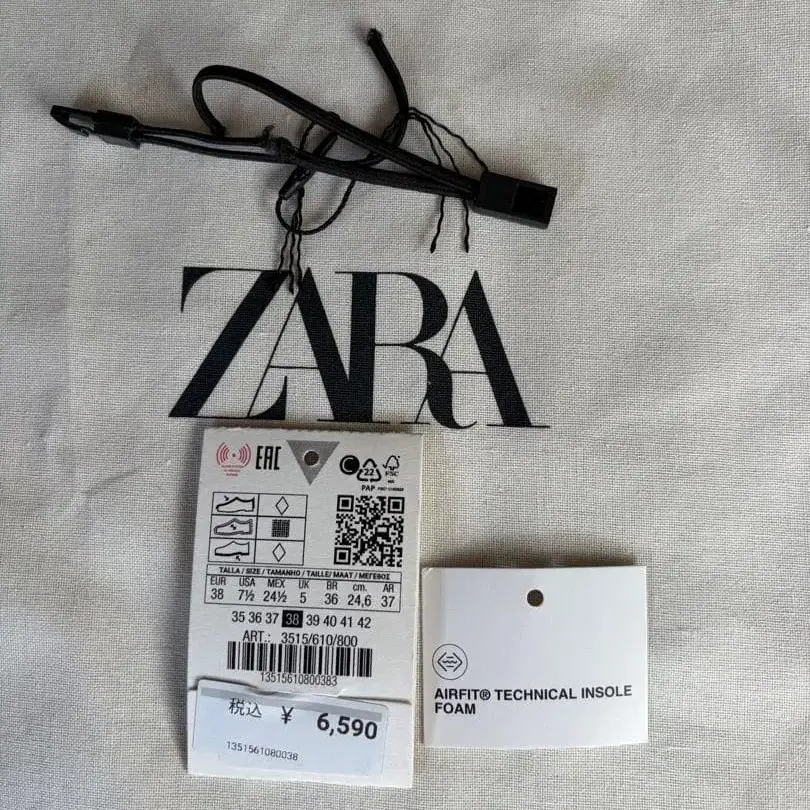 ZARA
EAC
22
FSC
PAP
TALLA / SIZE / TAMANHO / TAILLE / MAAT / ΜΕΓΕΘΟΣ
EUR USA MEX UK BR cm. AR
38 7½ 24½ 5 36 24,6 37
35 36 37 38 39 40 41 42
ART.: 3515/610/800
13515610800383
税込 ¥ 6,590
1351561080038
AIRFIT® TECHNICAL INSOLE
FOAM